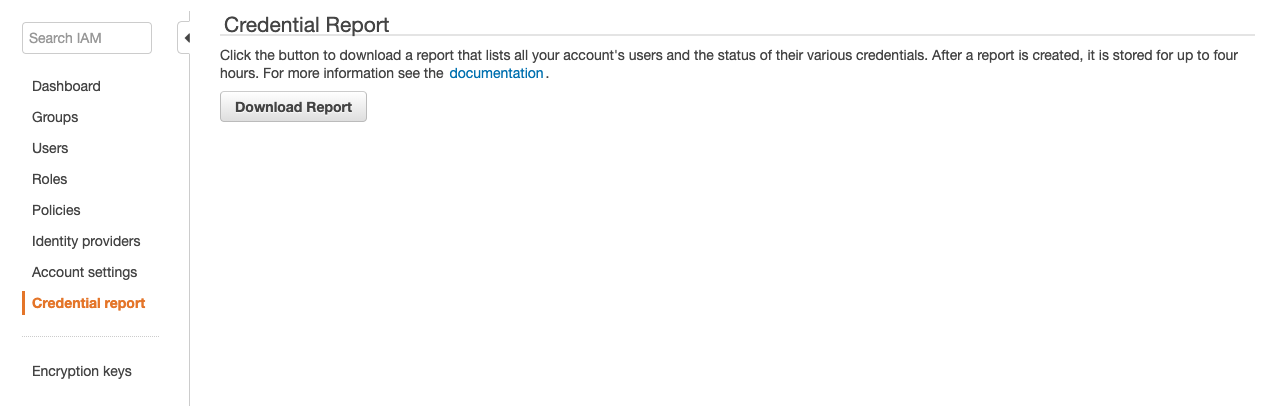 Search IAM
Dashboard
Groups
Users
Roles
Policies
Identity providers
Account settings
Credential report
Encryption keys
Credential Report
Click the button to download a report that lists all your account's users and the status of their various credentials. After a report is created, it is stored for up to four
hours. For more information see the documentation.
Download Report